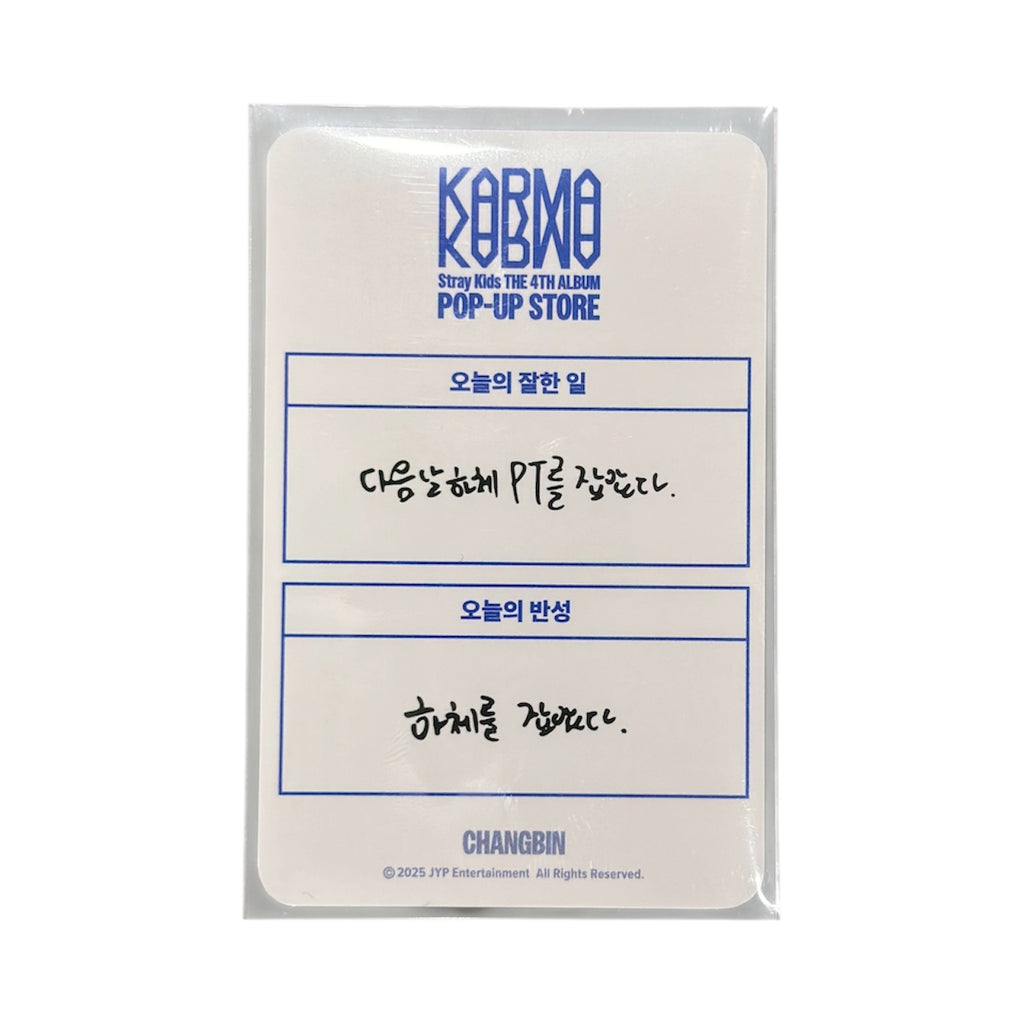 KARMA
Stray Kids THE 4TH ALBUM
POP-UP STORE
오늘의 잘한 일
다음날 하체 PT를 잡았다.
오늘의 반성
하체를 잡았다.
CHANGBIN
© 2025 JYP Entertainment All Rights Reserved.